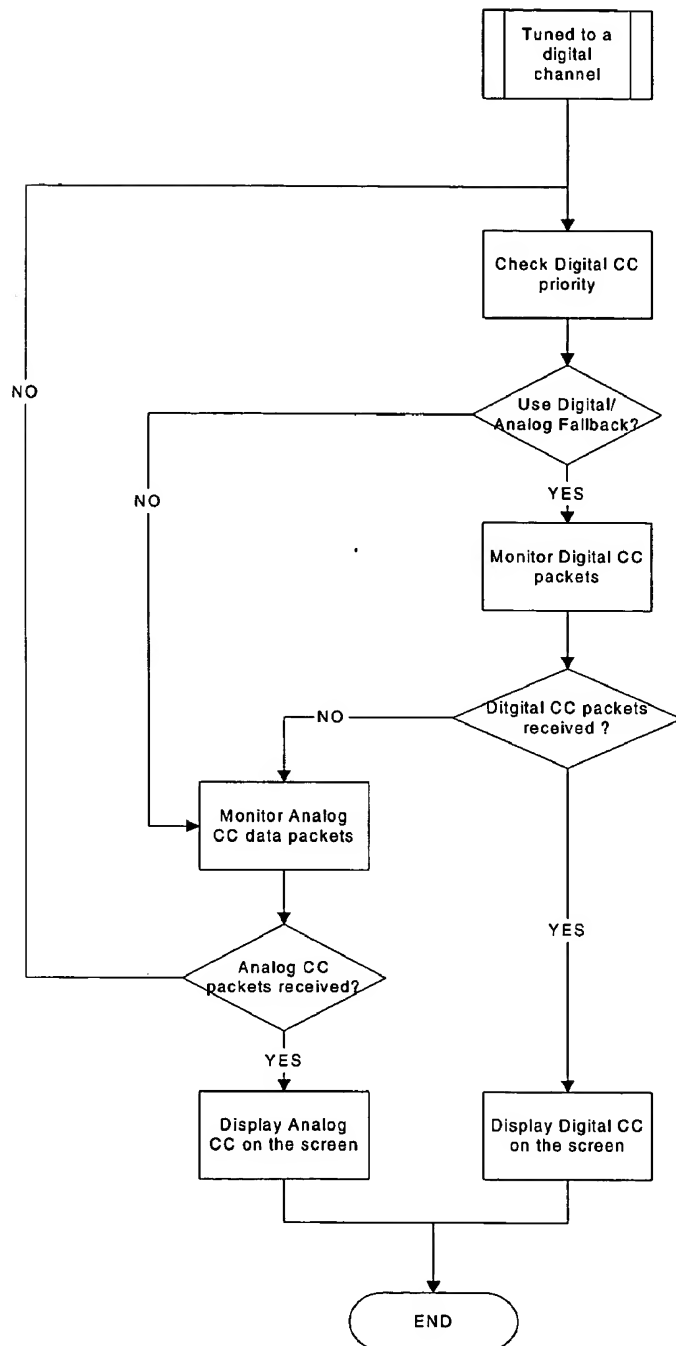 Tuned to a
digital
channel
Check Digital CC
priority
NO
Use Digital/
Analog Fallback?
NO
YES
Monitor Digital CC
packets
Ditgital CC packets
received ?
NO
Monitor Analog
CC data packets
YES
Analog CC
packets received?
YES
Display Analog
CC on the screen
Display Digital CC
on the screen
END